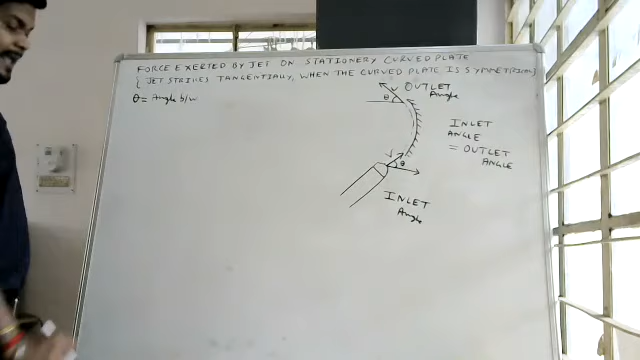 FORCE EXERTED BY JET ON STATIONERY CURVED PLATE
{ JET STRIKES TANGENTIALLY, WHEN THE CURVED PLATE IS SYMMETRICAL}
θ = Angle b/w
V OUTLET
θ Angle
INLET
ANGLE
= OUTLET
ANGLE
V θ
INLET
Angle